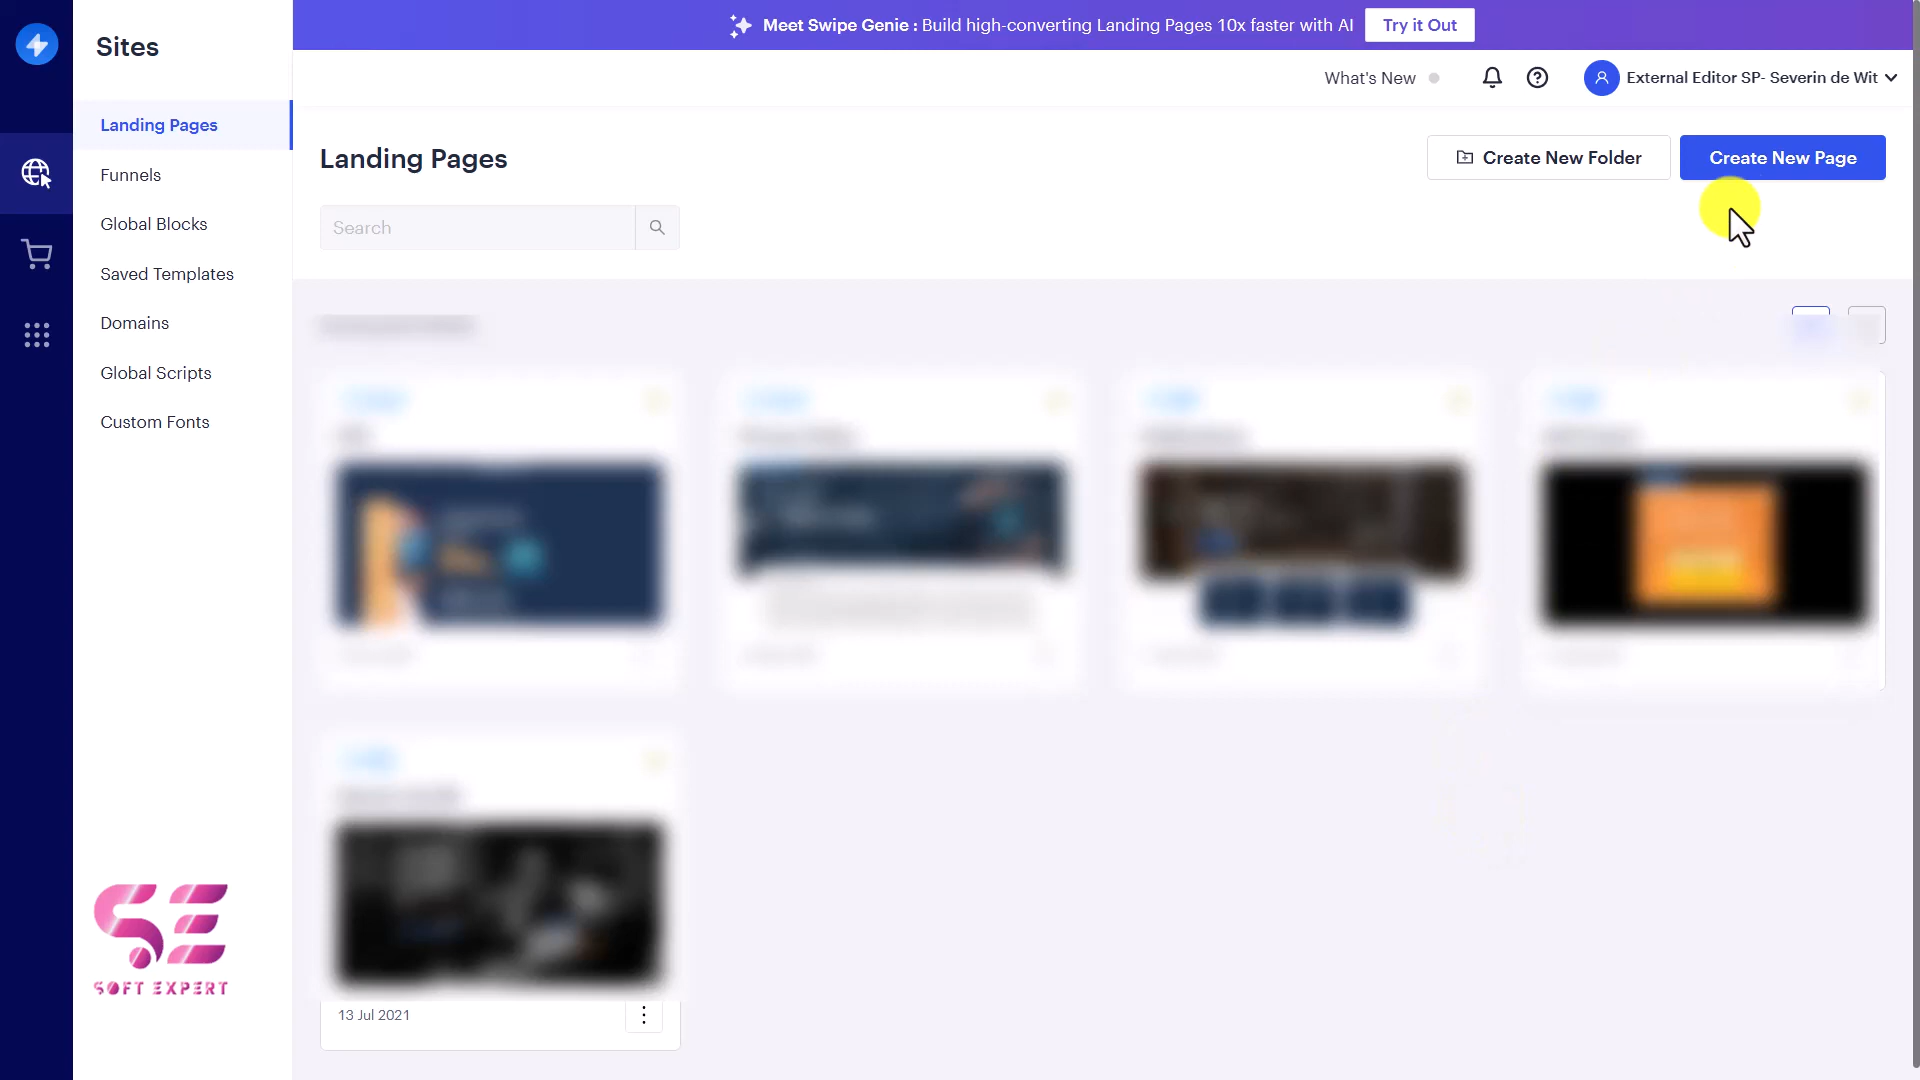 Sites
Landing Pages
Funnels
Global Blocks
Saved Templates
Domains
Global Scripts
Custom Fonts
SOFT EXPERT
Meet Swipe Genie : Build high-converting Landing Pages 10x faster with AI
Try it Out
What's New
External Editor SP- Severin de Wit
Landing Pages
Create New Folder
Create New Page
Search
13 Jul 2021